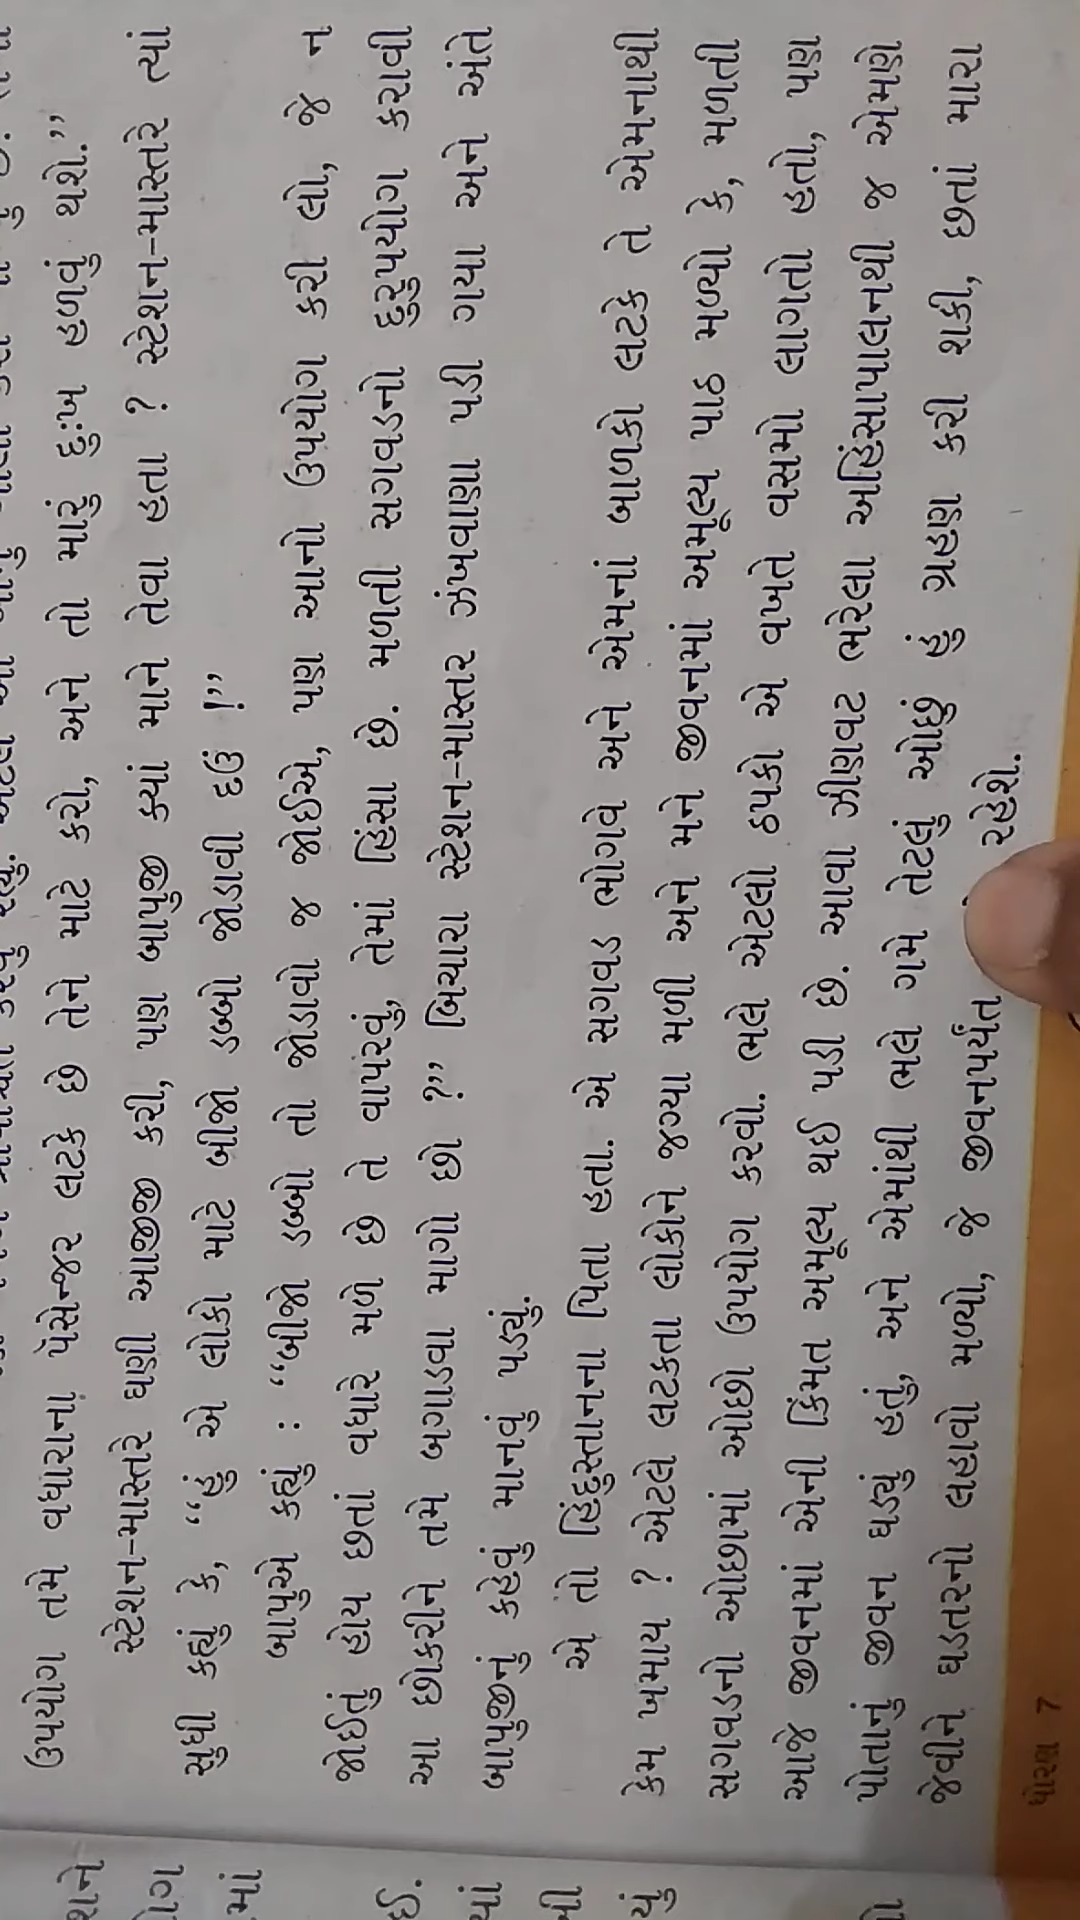 ઉપયોગ તમે વધારાનાં પૅસેન્જર લટકે છે તેને માટે કરો, અને તો મારું દુઃખ હળવું થશે.”
સ્ટેશન-માસ્તરે ઘણી આજીજી કરી, પણ બાપુજી ક્યાં માને તેવા હતા ? સ્ટેશન-માસ્તરે ત્યાં
સુધી કહ્યું કે, “હું એ લોકો માટે બીજો ડબ્બો જોડાવી દઉં !”
બાપુએ કહ્યું : “બીજો ડબ્બો તો જોડાવો જ જોઈએ, પણ આનો ઉપયોગ કરી લો, જે ન
જોઈતું હોય છતાં વધારે મળે છે તે વાપરવું, તેમાં હિંસા છે. મળતી સગવડનો દુરુપયોગ કરાવી
આ છોકરીને તમે બગાડવા માગો છો ?” બિચારા સ્ટેશન-માસ્તર ઝંખવાણા પડી ગયા અને અંતે
બાપુજીનું કહેવું માનવું પડ્યું.
એ તો હિંદુસ્તાનના પિતા હતા. એ સગવડ ભોગવે અને એમનાં બાળકો લટકે તે એમનાથી
કેમ ખમાય ? એટલે લટકતા લોકોને જગ્યા મળી અને મને જીવનમાં અમૂલ્ય પાઠ મળ્યો કે, મળતી
સગવડનો ઓછામાં ઓછો ઉપયોગ કરવો. ભલે એટલો ઠપકો એ વખતે વસમો લાગતો હતો, પણ
આજે જીવનમાં એની કિંમત અમૂલ્ય થઈ પડી છે. આવા ઝીણવટ ભરેલા અહિંસાપાલનથી જ એમણે
પોતાનું જીવન ઘડ્યું હતું, અને એમાંથી ભલે ગમે તેટલું ઓછું હું ગ્રહણ કરી શકી, છતાં મારા
જેવીને ઘડતરનો લહાવો મળ્યો, જે જીવનપર્યંત રહેશે.
ધોરણ 7